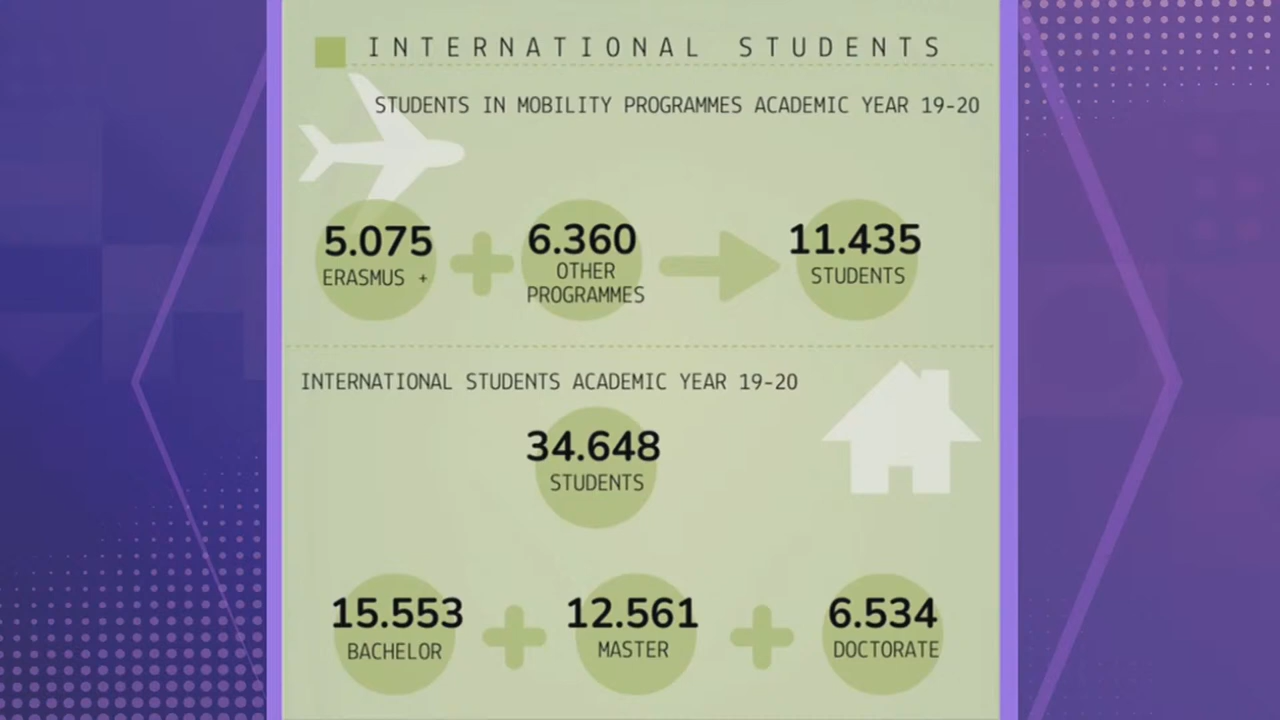 INTERNATIONAL STUDENTS
STUDENTS IN MOBILITY PROGRAMMES ACADEMIC YEAR 19-20
5.075
ERASMUS +
6.360
OTHER
PROGRAMMES
11.435
STUDENTS
INTERNATIONAL STUDENTS ACADEMIC YEAR 19-20
34.648
STUDENTS
15.553
BACHELOR
12.561
MASTER
6.534
DOCTORATE